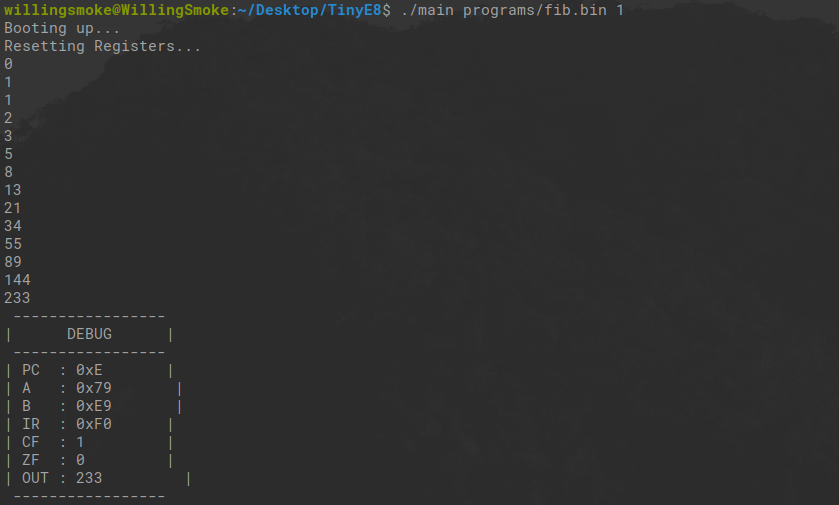 willingsmoke@WillingSmoke:~/Desktop/TinyE8$ ./main programs/fib.bin 1
Booting up...
Resetting Registers...
0
1
1
2
3
5
8
13
21
34
55
89
144
233
 -----------------
|      DEBUG      |
 -----------------
| PC  : 0xE       |
| A   : 0x79       |
| B   : 0xE9       |
| IR  : 0xF0      |
| CF  : 1         |
| ZF  : 0         |
| OUT : 233         |
 -----------------